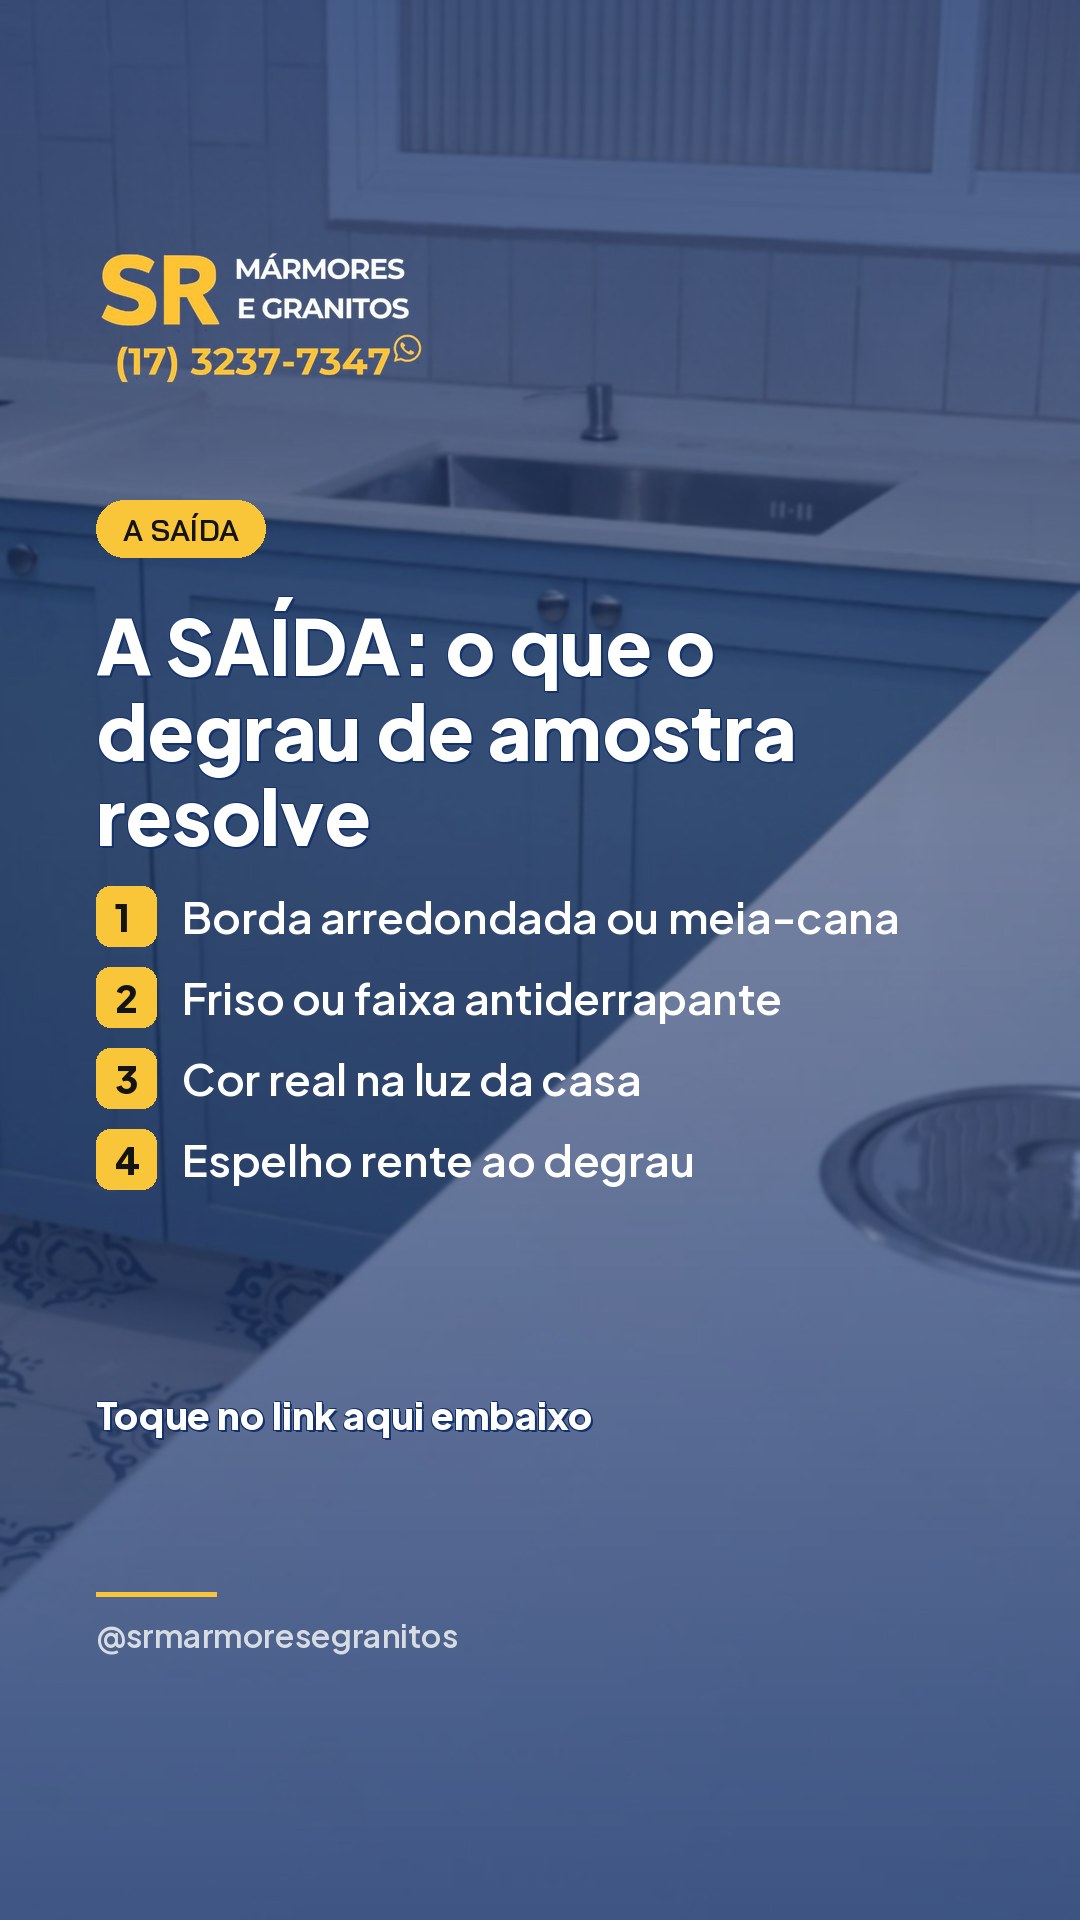 SR MÁRMORES
E GRANITOS
(17) 3237-7347
A SAÍDA
A SAÍDA: o que o
degrau de amostra
resolve
1 Borda arredondada ou meia-cana
2 Friso ou faixa antiderrapante
3 Cor real na luz da casa
4 Espelho rente ao degrau
Toque no link aqui embaixo
@srmarmoresegranitos